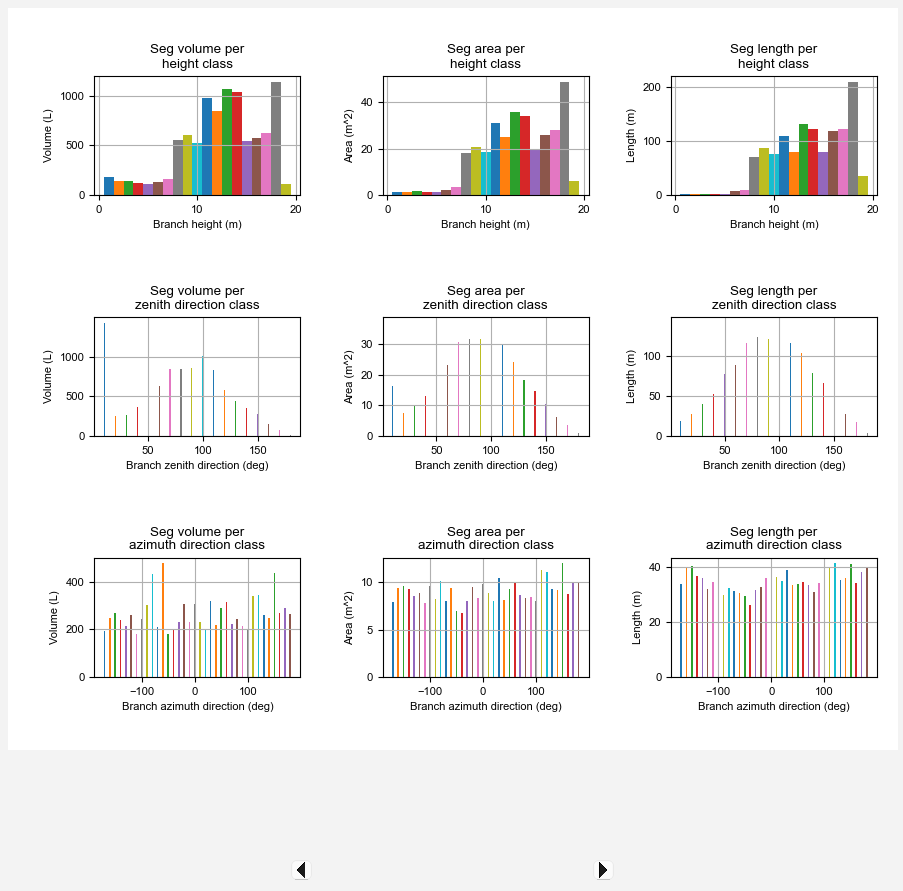 Seg volume per
height class
Seg area per
height class
Seg length per
height class
Volume (L)
1000
500
0
0
10
20
Branch height (m)
Area (m^2)
40
20
0
0
10
20
Branch height (m)
Length (m)
200
100
0
0
10
20
Branch height (m)
Seg volume per
zenith direction class
Seg area per
zenith direction class
Seg length per
zenith direction class
Volume (L)
1000
500
0
50
100
150
Branch zenith direction (deg)
Area (m^2)
30
20
10
0
50
100
150
Branch zenith direction (deg)
Length (m)
100
50
0
50
100
150
Branch zenith direction (deg)
Seg volume per
azimuth direction class
Seg area per
azimuth direction class
Seg length per
azimuth direction class
Volume (L)
400
200
0
−100
0
100
Branch azimuth direction (deg)
Area (m^2)
10
5
0
−100
0
100
Branch azimuth direction (deg)
Length (m)
40
20
0
−100
0
100
Branch azimuth direction (deg)